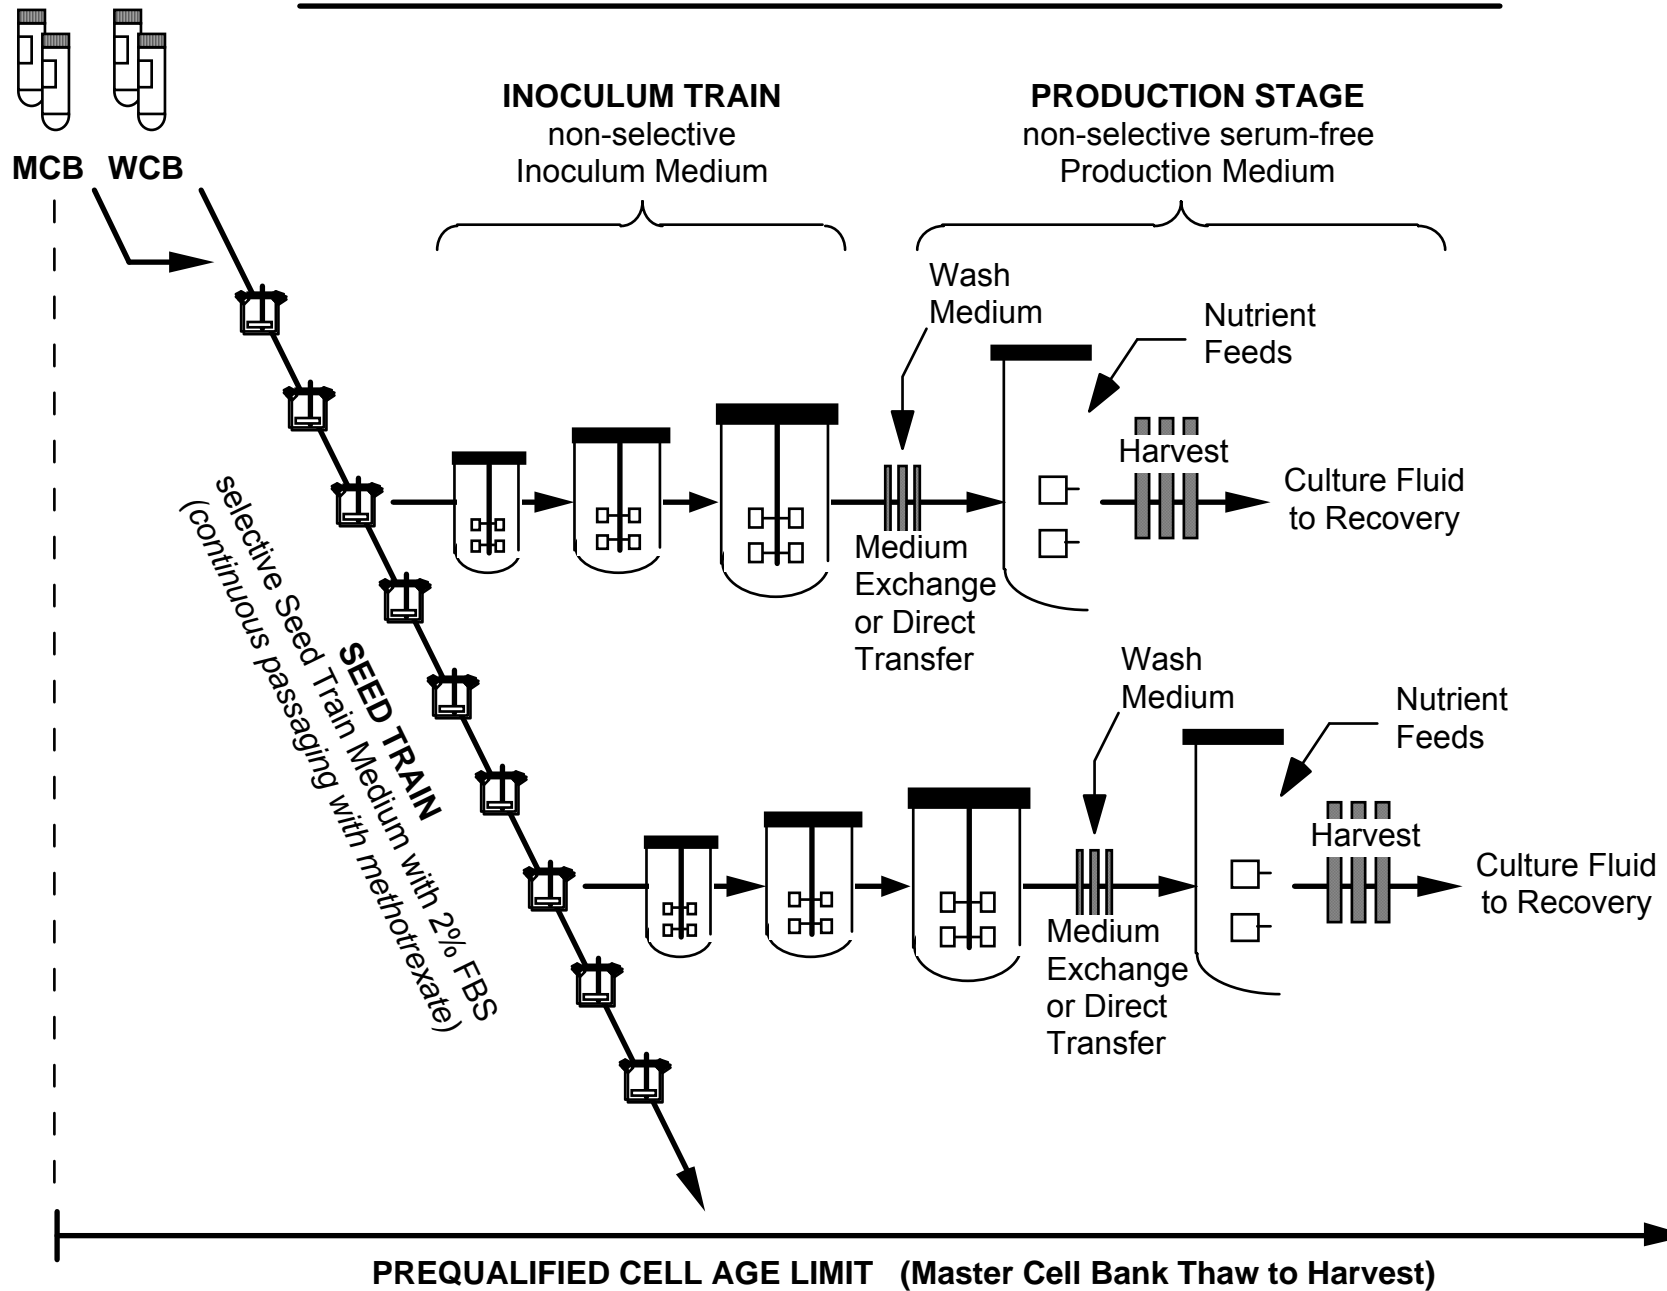 MCB WCB
INOCULUM TRAIN
non-selective
Inoculum Medium
PRODUCTION STAGE
non-selective serum-free
Production Medium
Wash
Medium
Nutrient
Feeds
Harvest
Culture Fluid
to Recovery
Medium
Exchange
or Direct
Transfer
SEED TRAIN
selective Seed Train Medium with 2% FBS
(continuous passaging with methotrexate)
Wash
Medium
Nutrient
Feeds
Harvest
Culture Fluid
to Recovery
Medium
Exchange
or Direct
Transfer
PREQUALIFIED CELL AGE LIMIT (Master Cell Bank Thaw to Harvest)